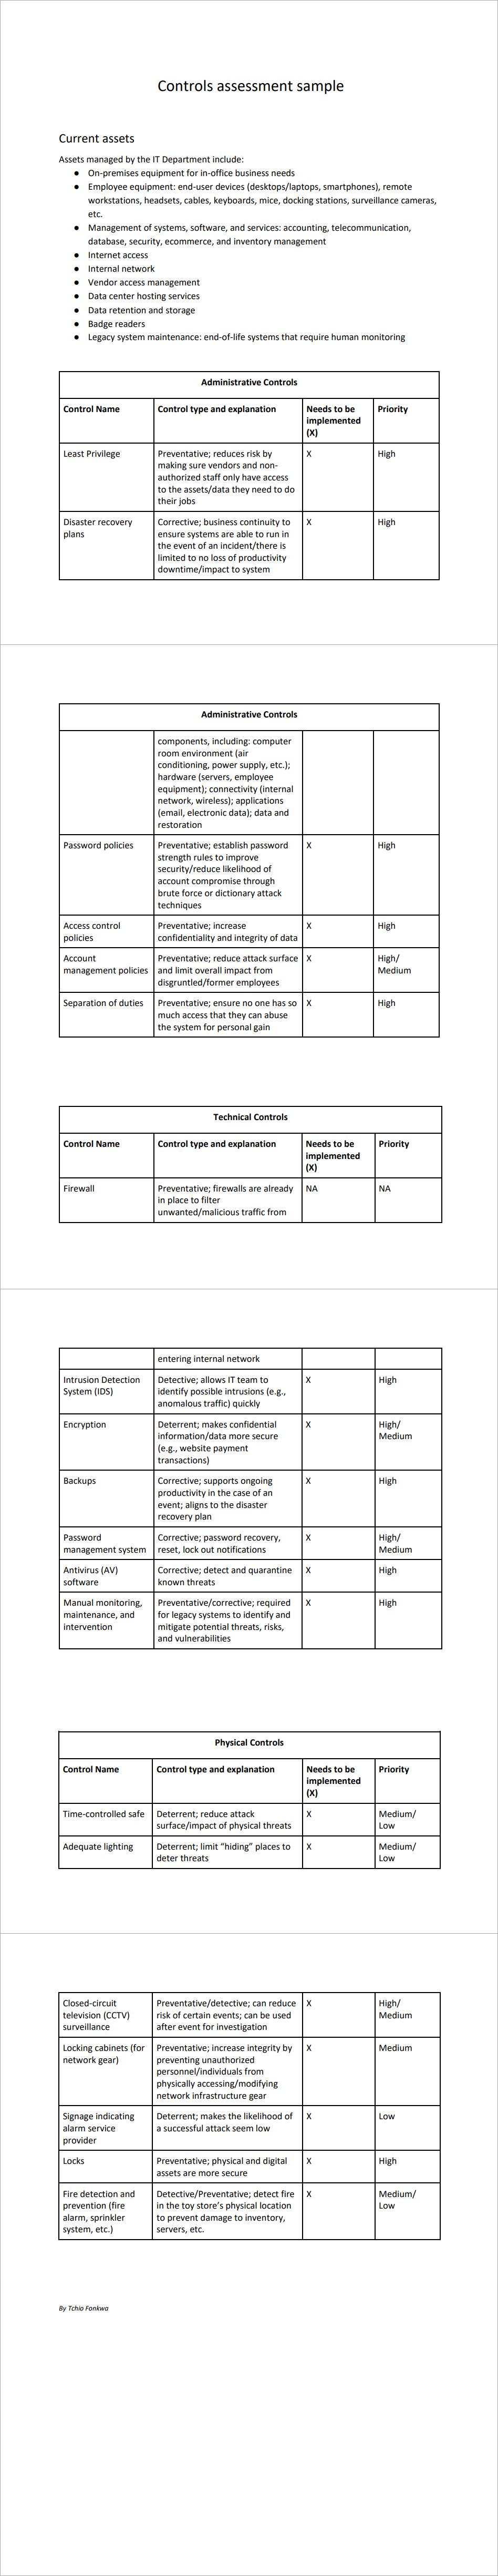 Controls assessment sample
Current assets
Assets managed by the IT Department include:
● On-premises equipment for in-office business needs
● Employee equipment: end-user devices (desktops/laptops, smartphones), remote
workstations, headsets, cables, keyboards, mice, docking stations, surveillance cameras,
etc.
● Management of systems, software, and services: accounting, telecommunication,
database, security, ecommerce, and inventory management
● Internet access
● Internal network
● Vendor access management
● Data center hosting services
● Data retention and storage
● Badge readers
● Legacy system maintenance: end-of-life systems that require human monitoring
Administrative Controls
Control Name
Control type and explanation
Needs to be
implemented
(X)
Priority
Least Privilege
Preventative; reduces risk by
making sure vendors and non-
authorized staff only have access
to the assets/data they need to do
their jobs
X
High
Disaster recovery
plans
Corrective; business continuity to
ensure systems are able to run in
the event of an incident/there is
limited to no loss of productivity
downtime/impact to system
X
High
Administrative Controls
components, including: computer
room environment (air
conditioning, power supply, etc.);
hardware (servers, employee
equipment); connectivity (internal
network, wireless); applications
(email, electronic data); data and
restoration
Password policies
Preventative; establish password
strength rules to improve
security/reduce likelihood of
account compromise through
brute force or dictionary attack
techniques
X
High
Access control
policies
Preventative; increase
confidentiality and integrity of data
X
High
Account
management policies
Preventative; reduce attack surface
and limit overall impact from
disgruntled/former employees
X
High/
Medium
Separation of duties
Preventative; ensure no one has so
much access that they can abuse
the system for personal gain
X
High
Technical Controls
Control Name
Control type and explanation
Needs to be
implemented
(X)
Priority
Firewall
Preventative; firewalls are already
in place to filter
unwanted/malicious traffic from
NA
NA
entering internal network
Intrusion Detection
System (IDS)
Detective; allows IT team to
identify possible intrusions (e.g.,
anomalous traffic) quickly
X
High
Encryption
Deterrent; makes confidential
information/data more secure
(e.g., website payment
transactions)
X
High/
Medium
Backups
Corrective; supports ongoing
productivity in the case of an
event; aligns to the disaster
recovery plan
X
High
Password
management system
Corrective; password recovery,
reset, lock out notifications
X
High/
Medium
Antivirus (AV)
software
Corrective; detect and quarantine
known threats
X
High
Manual monitoring,
maintenance, and
intervention
Preventative/corrective; required
for legacy systems to identify and
mitigate potential threats, risks,
and vulnerabilities
X
High
Physical Controls
Control Name
Control type and explanation
Needs to be
implemented
(X)
Priority
Time-controlled safe
Deterrent; reduce attack
surface/impact of physical threats
X
Medium/
Low
Adequate lighting
Deterrent; limit “hiding” places to
deter threats
X
Medium/
Low
Closed-circuit
television (CCTV)
surveillance
Preventative/detective; can reduce
risk of certain events; can be used
after event for investigation
X
High/
Medium
Locking cabinets (for
network gear)
Preventative; increase integrity by
preventing unauthorized
personnel/individuals from
physically accessing/modifying
network infrastructure gear
X
Medium
Signage indicating
alarm service
provider
Deterrent; makes the likelihood of
a successful attack seem low
X
Low
Locks
Preventative; physical and digital
assets are more secure
X
High
Fire detection and
prevention (fire
alarm, sprinkler
system, etc.)
Detective/Preventative; detect fire
in the toy store’s physical location
to prevent damage to inventory,
servers, etc.
X
Medium/
Low
By Tchio Fonkwa